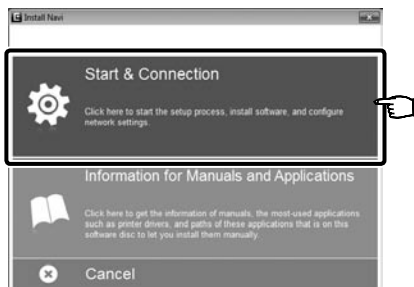 Install Navi
Start & Connection
Click here to start the setup process, install software, and configure
network settings.
Information for Manuals and Applications
Click here to get the information of manuals, the most-used applications
such as printer drivers, and paths of these applications that is on this
software disc to let you install them manually.
Cancel